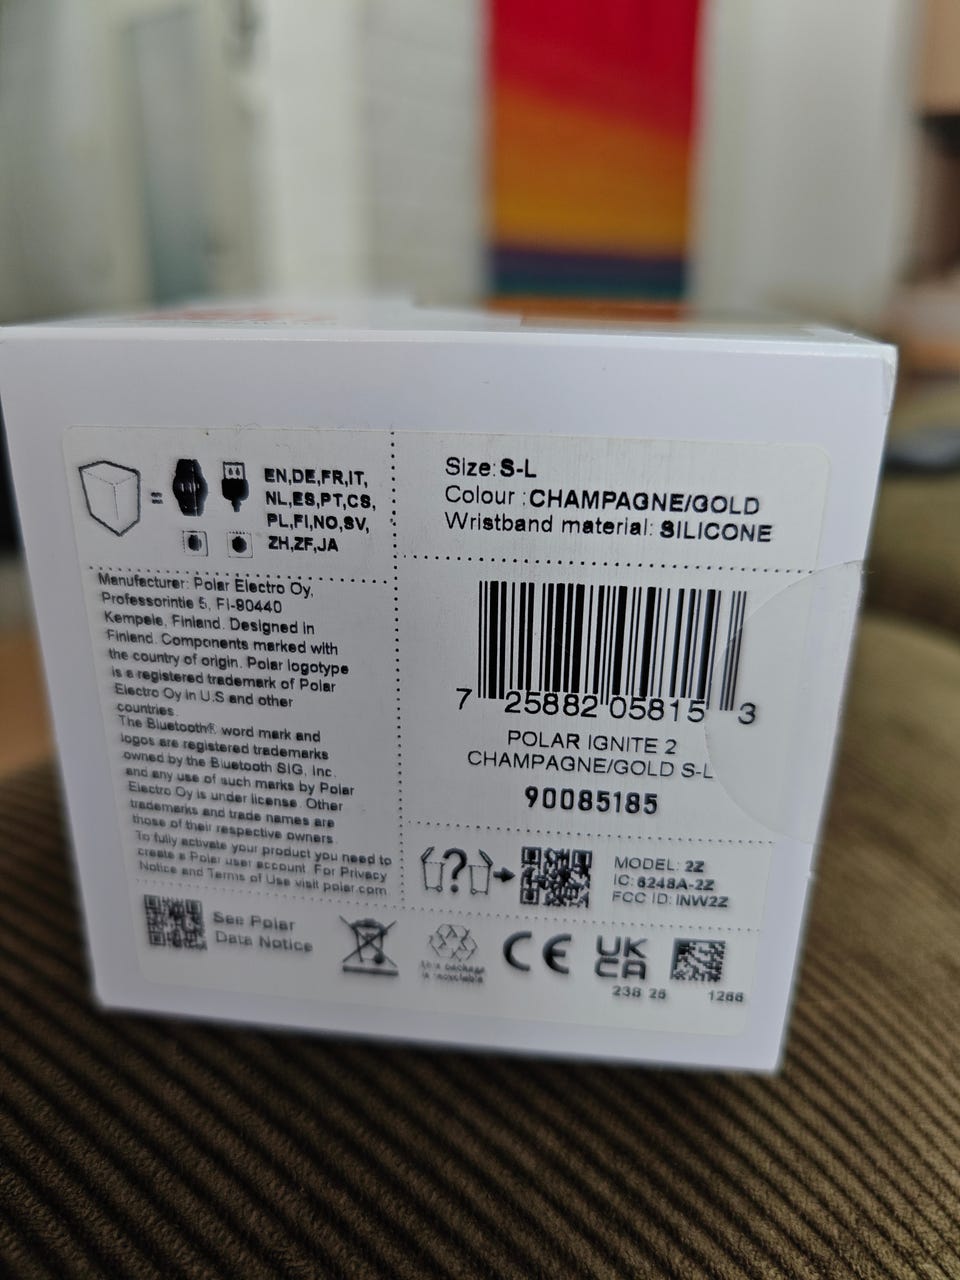 EN,DE,FR,IT,
NL,ES,PT,CS,
PL,FI,NO,SV,
ZH,ZF,JA
Size: S-L
Colour : CHAMPAGNE/GOLD
Wristband material: SILICONE
Manufacturer: Polar Electro Oy,
Professorintie 5, FI-90440
Kempele, Finland. Designed in
Finland. Components marked with
the country of origin. Polar logotype
is a registered trademark of Polar
Electro Oy in U.S and other
countries.
The Bluetooth® word mark and
logos are registered trademarks
owned by the Bluetooth SIG, Inc.
and any use of such marks by Polar
Electro Oy is under license. Other
trademarks and trade names are
those of their respective owners.
To fully activate your product you need to
create a Polar user account. For Privacy
Notice and Terms of Use visit polar.com
7 25882 05815 3
POLAR IGNITE 2
CHAMPAGNE/GOLD S-L
90085185
?
MODEL: 2Z
IC: 6248A-2Z
FCC ID: INW2Z
See Polar
Data Notice
this package
is recyclable
CE
UK
CA
238 26
1266